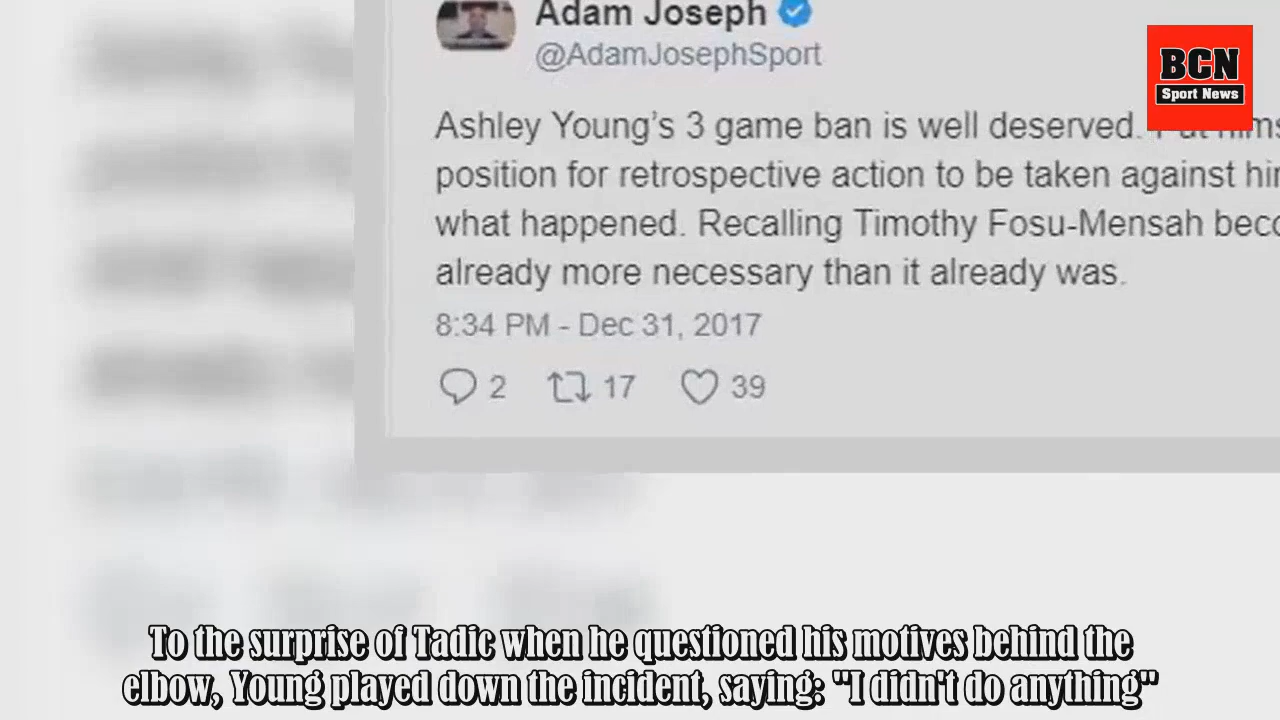 Adam Joseph
@AdamJosephSport
BCN
Sport News
Ashley Young's 3 game ban is well deserved.
position for retrospective action to be taken against
what happened. Recalling Timothy Fosu-Mensah
already more necessary than it already was.
8:34 PM - Dec 31, 2017
2 17 39
To the surprise of Tadic when he questioned his motives behind the
elbow, Young played down the incident, saying: "I didn't do anything"